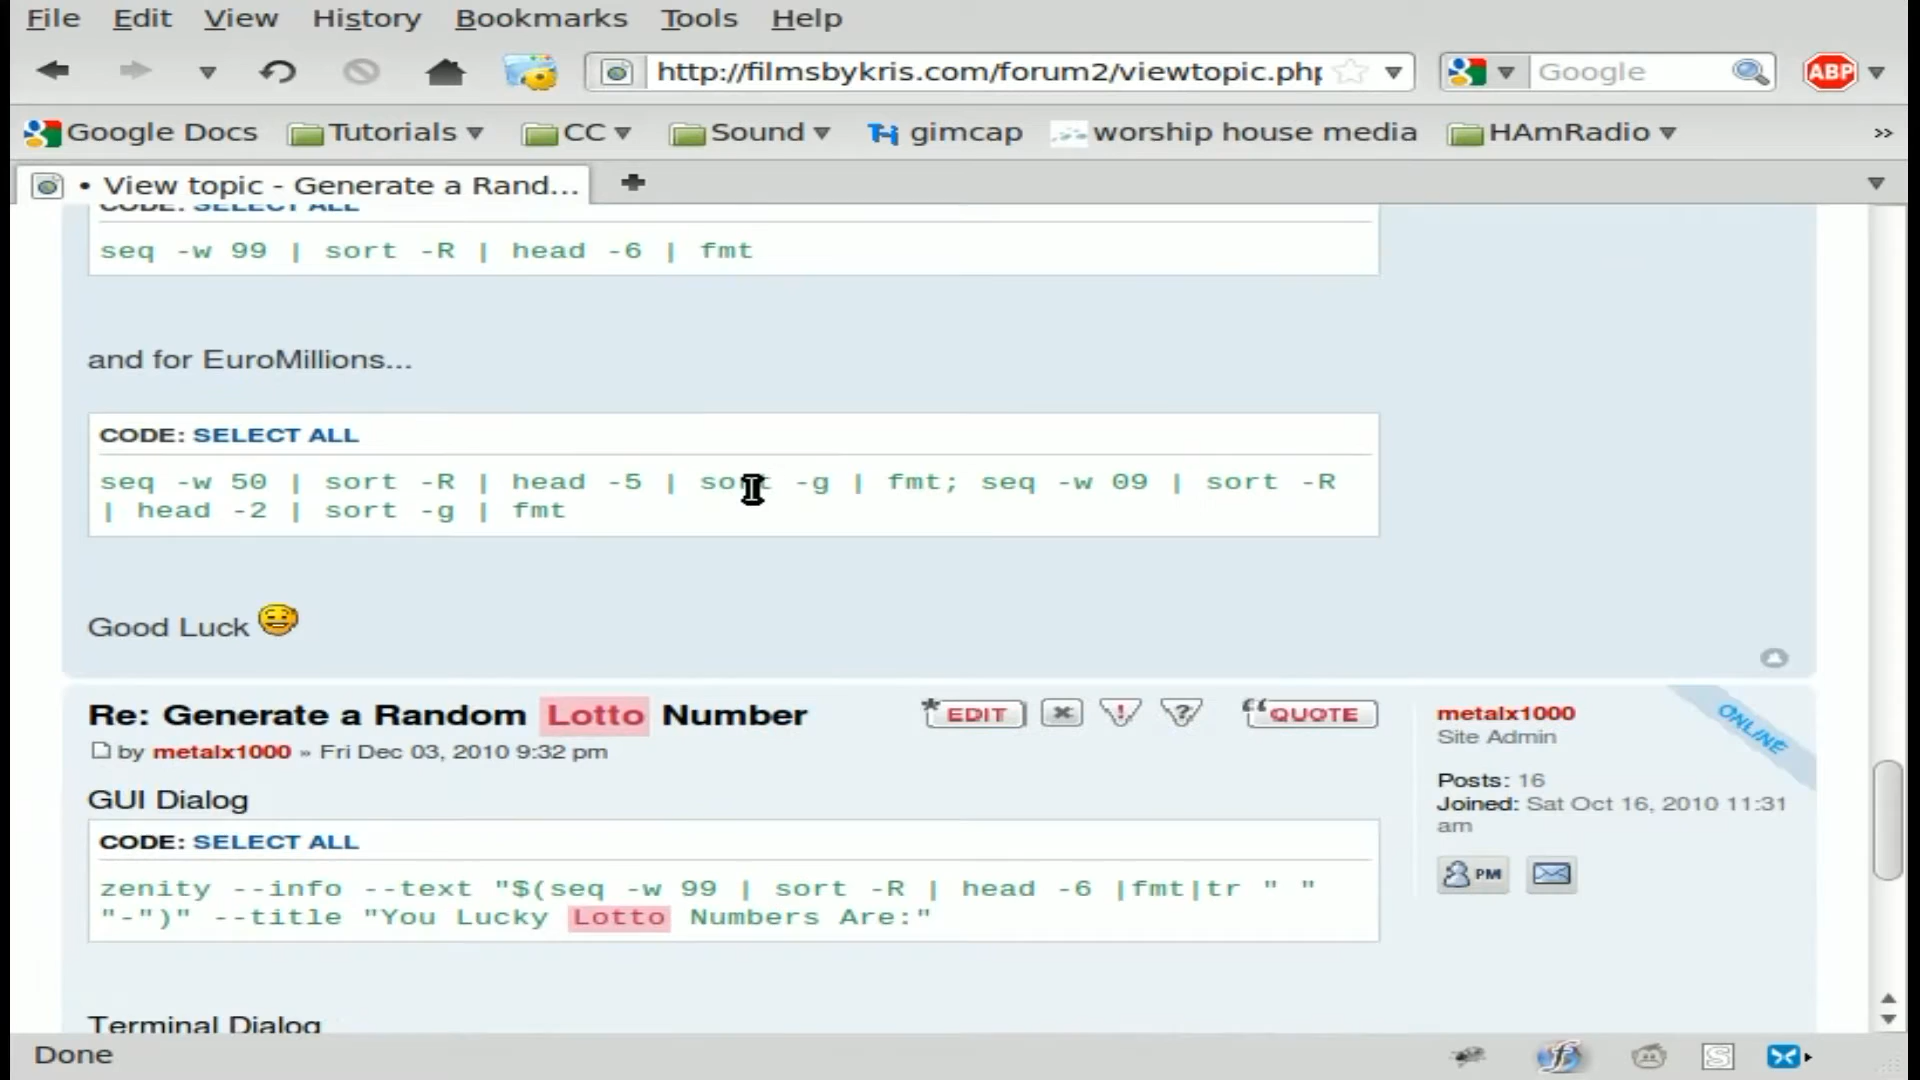 File Edit View History Bookmarks Tools Help
http://filmsbykris.com/forum2/viewtopic.php Google ABP
Google Docs Tutorials CC Sound gimcap worship house media HAmRadio »
• View topic - Generate a Rand...
CODE: SELECT ALL
seq -w 99 | sort -R | head -6 | fmt
and for EuroMillions...
CODE: SELECT ALL
seq -w 50 | sort -R | head -5 | sort -g | fmt; seq -w 09 | sort -R
| head -2 | sort -g | fmt
Good Luck
Re: Generate a Random Lotto Number
EDIT
QUOTE
by metalx1000 » Fri Dec 03, 2010 9:32 pm
GUI Dialog
CODE: SELECT ALL
zenity --info --text "$(seq -w 99 | sort -R | head -6 |fmt|tr " "
"-")" --title "You Lucky Lotto Numbers Are:"
Terminal Dialog
metalx1000
Site Admin
ONLINE
Posts: 16
Joined: Sat Oct 16, 2010 11:31
am
PM
Done